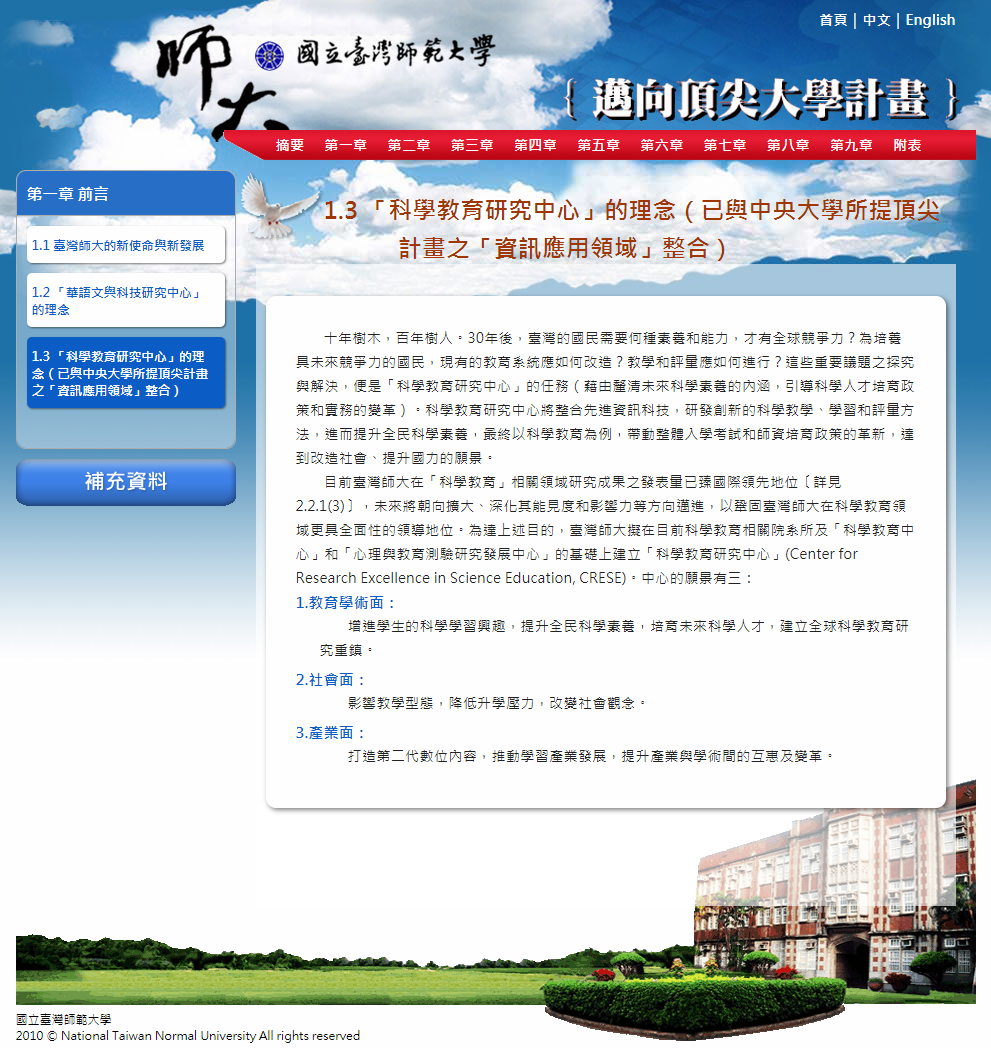 首頁 | 中文 | English
師大
國立臺灣師範大學
{ 邁向頂尖大學計畫 }
摘要 第一章 第二章 第三章 第四章 第五章 第六章 第七章 第八章 第九章 附表
第一章 前言
1.1 臺灣師大的新使命與新發展
1.2 「華語文與科技研究中心」
的理念
1.3 「科學教育研究中心」的理
念（已與中央大學所提頂尖計畫
之「資訊應用領域」整合）
補充資料
1.3 「科學教育研究中心」的理念（已與中央大學所提頂尖
計畫之「資訊應用領域」整合）
十年樹木，百年樹人。30年後，臺灣的國民需要何種素養和能力，才有全球競爭力？為培養
具未來競爭力的國民，現有的教育系統應如何改造？教學和評量應如何進行？這些重要議題之探究
與解決，便是「科學教育研究中心」的任務（藉由釐清未來科學素養的內涵，引導科學人才培育政
策和實務的變革）。科學教育研究中心將整合先進資訊科技，研發創新的科學教學、學習和評量方
法，進而提升全民科學素養，最終以科學教育為例，帶動整體入學考試和師資培育政策的革新，達
到改造社會、提升國力的願景。
目前臺灣師大在「科學教育」相關領域研究成果之發表量已臻國際領先地位〔詳見
2.2.1(3)〕，未來將朝向擴大、深化其能見度和影響力等方向邁進，以鞏固臺灣師大在科學教育領
域更具全面性的領導地位。為達上述目的，臺灣師大擬在目前科學教育相關院系所及「科學教育中
心」和「心理與教育測驗研究發展中心」的基礎上建立「科學教育研究中心」(Center for
Research Excellence in Science Education, CRESE)。中心的願景有三：
1.教育學術面：
增進學生的科學學習興趣，提升全民科學素養，培育未來科學人才，建立全球科學教育研
究重鎮。
2.社會面：
影響教學型態，降低升學壓力，改變社會觀念。
3.產業面：
打造第二代數位內容，推動學習產業發展，提升產業與學術間的互惠及變革。
國立臺灣師範大學
2010 © National Taiwan Normal University All rights reserved